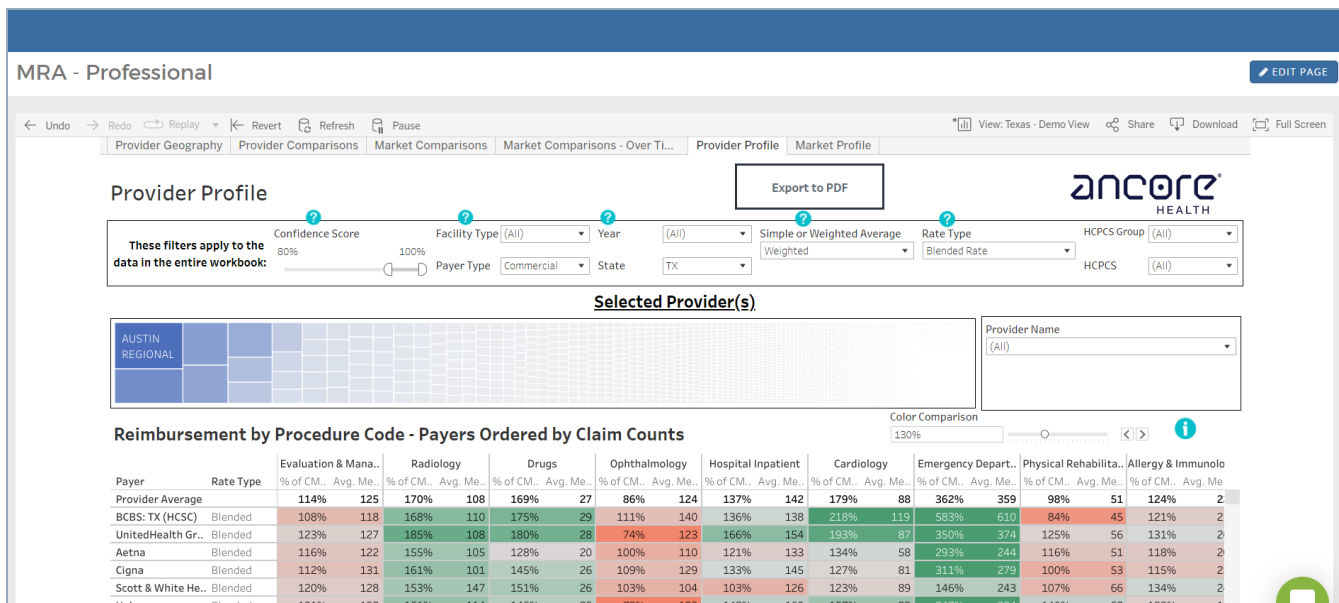 MRA - Professional
EDIT PAGE
Undo Redo Replay Revert Refresh Pause View: Texas - Demo View Share Download Full Screen
Provider Geography Provider Comparisons Market Comparisons Market Comparisons - Over Ti... Provider Profile Market Profile
Provider Profile
Export to PDF
ancore
HEALTH
These filters apply to the
data in the entire workbook:
? Confidence Score
80% 100%
? Facility Type (All)
Payer Type Commercial
? Year (All)
State TX
? Simple or Weighted Average
Weighted
? Rate Type
Blended Rate
HCPCS Group (All)
HCPCS (All)
Selected Provider(s)
AUSTIN
REGIONAL
Provider Name
(All)
Color Comparison
130%
Reimbursement by Procedure Code - Payers Ordered by Claim Counts
Evaluation & Mana.. Radiology Drugs Ophthalmology Hospital Inpatient Cardiology Emergency Depart.. Physical Rehabilita.. Allergy & Immunolo
Payer Rate Type % of CM.. Avg. Me.. % of CM.. Avg. Me.. % of CM.. Avg. Me.. % of CM.. Avg. Me.. % of CM.. Avg. Me.. % of CM.. Avg. Me.. % of CM.. Avg. Me.. % of CM.. Avg. Me.. % of CM.. Avg. Me
Provider Average 114% 125 170% 108 169% 27 86% 124 137% 142 179% 88 362% 359 98% 51 124%
BCBS: TX (HCSC) Blended 108% 118 168% 110 175% 29 111% 140 136% 138 218% 119 583% 610 84% 45 121%
UnitedHealth Gr.. Blended 123% 127 185% 108 180% 28 74% 123 166% 154 193% 87 350% 374 125% 56 131%
Aetna Blended 116% 122 155% 105 128% 20 100% 110 121% 133 134% 58 293% 244 116% 51 118%
Cigna Blended 112% 131 161% 101 145% 26 109% 129 133% 145 127% 81 311% 279 100% 53 115%
Scott & White He.. Blended 120% 128 153% 147 151% 26 103% 104 103% 126 123% 89 146% 243 107% 66 134%